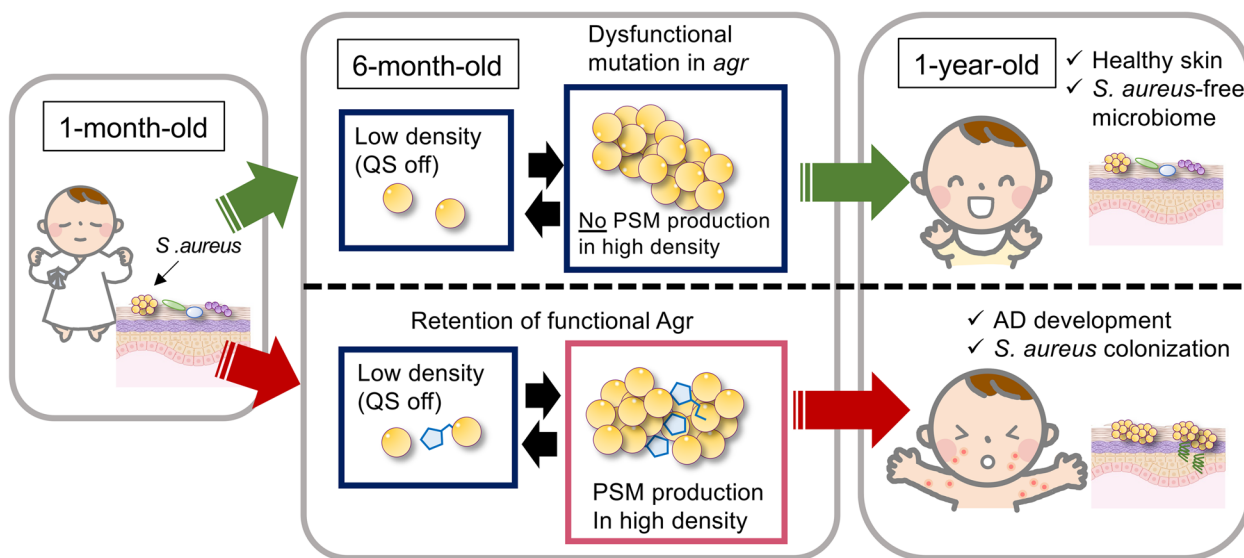 1-month-old
S .aureus
6-month-old
Dysfunctional
mutation in agr
Low density
(QS off)
No PSM production
in high density
Retention of functional Agr
Low density
(QS off)
PSM production
In high density
1-year-old
✓ Healthy skin
✓ S. aureus-free
microbiome
✓ AD development
✓ S. aureus colonization